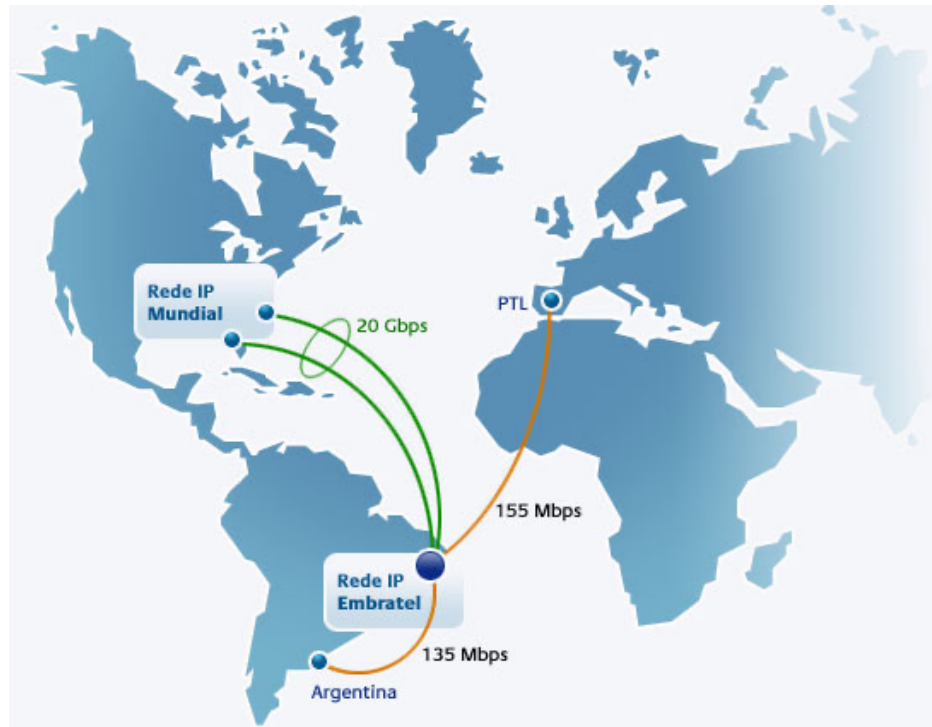 Rede IP
Mundial
20 Gbps
PTL
155 Mbps
Rede IP
Embratel
135 Mbps
Argentina